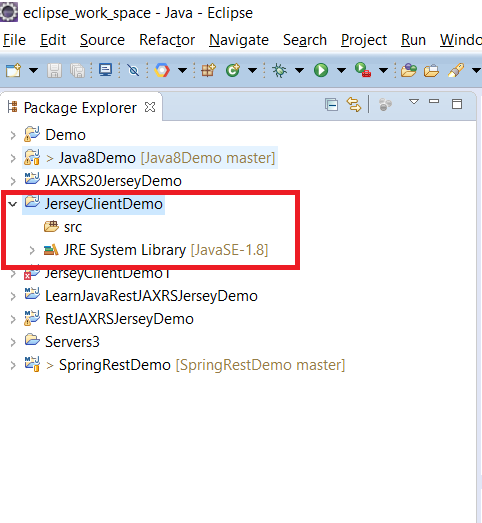 eclipse_work_space - Java - Eclipse
File Edit Source Refactor Navigate Search Project Run Windo
Package Explorer
Demo
> Java8Demo [Java8Demo master]
JAXRS20JerseyDemo
JerseyClientDemo
src
JRE System Library [JavaSE-1.8]
JerseyClientDemo1
LearnJavaRestJAXRSJerseyDemo
RestJAXRSJerseyDemo
Servers3
> SpringRestDemo [SpringRestDemo master]